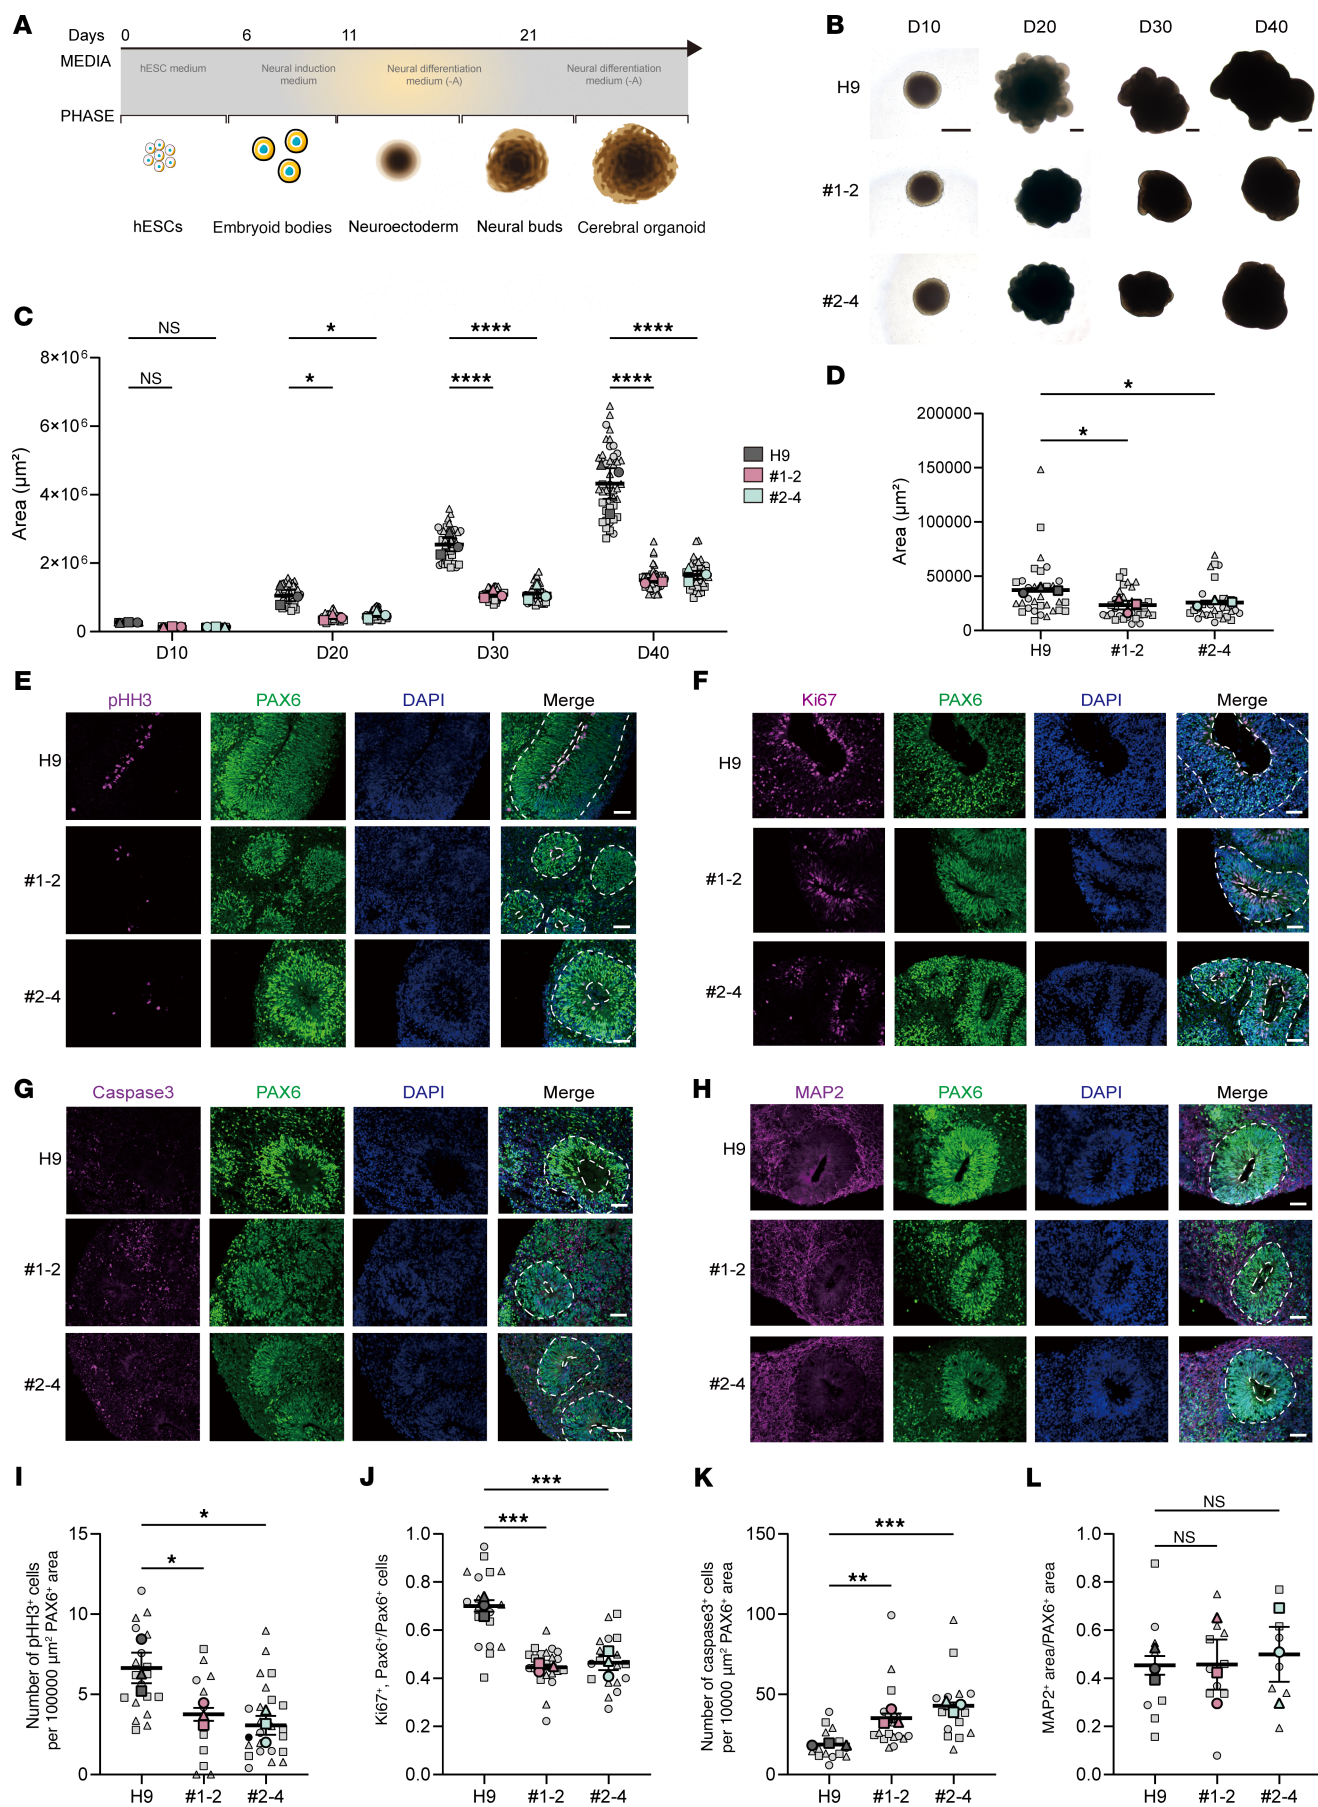 A
Days 0 6 11 21
MEDIA
hESC medium
Neural induction
medium
Neural differentiation
medium (-A)
Neural differentiation
medium (-A)
PHASE
hESCs Embryoid bodies Neuroectoderm Neural buds Cerebral organoid
B
D10 D20 D30 D40
H9
#1-2
#2-4
C
NS * **** ****
NS * **** ****
8×10⁶
6×10⁶
4×10⁶
2×10⁶
0
Area (μm²)
D10 D20 D30 D40
H9
#1-2
#2-4
D
*
*
200000
150000
100000
50000
0
Area (μm²)
H9 #1-2 #2-4
E
pHH3 PAX6 DAPI Merge
H9
#1-2
#2-4
F
Ki67 PAX6 DAPI Merge
H9
#1-2
#2-4
G
Caspase3 PAX6 DAPI Merge
H9
#1-2
#2-4
H
MAP2 PAX6 DAPI Merge
H9
#1-2
#2-4
I
*
*
15
10
5
0
Number of pHH3⁺ cells
per 100000 μm² PAX6⁺ area
H9 #1-2 #2-4
J
***
***
1.0
0.8
0.6
0.4
0.2
0
Ki67⁺, Pax6⁺/Pax6⁺ cells
H9 #1-2 #2-4
K
***
**
150
100
50
0
Number of caspase3⁺ cells
per 10000 μm² PAX6⁺ area
H9 #1-2 #2-4
L
NS
NS
1.0
0.8
0.6
0.4
0.2
0
MAP2⁺ area/PAX6⁺ area
H9 #1-2 #2-4